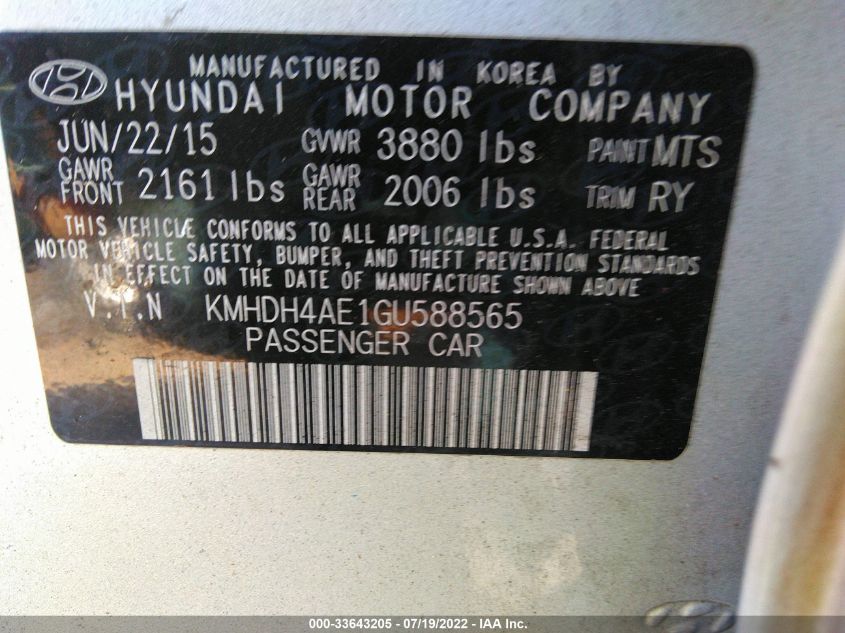 MANUFACTURED IN KOREA BY
HYUNDAI MOTOR COMPANY
JUN/22/15 GVWR 3880 lbs PAINT MTS
GAWR FRONT 2161 lbs GAWR REAR 2006 lbs TRIM RY
THIS VEHICLE CONFORMS TO ALL APPLICABLE U.S.A. FEDERAL
MOTOR VEHICLE SAFETY, BUMPER, AND THEFT PREVENTION STANDARDS
IN EFFECT ON THE DATE OF MANUFACTURE SHOWN ABOVE
V.I.N KMHDH4AE1GU588565
PASSENGER CAR
000-33643205 - 07/19/2022 - IAA Inc.